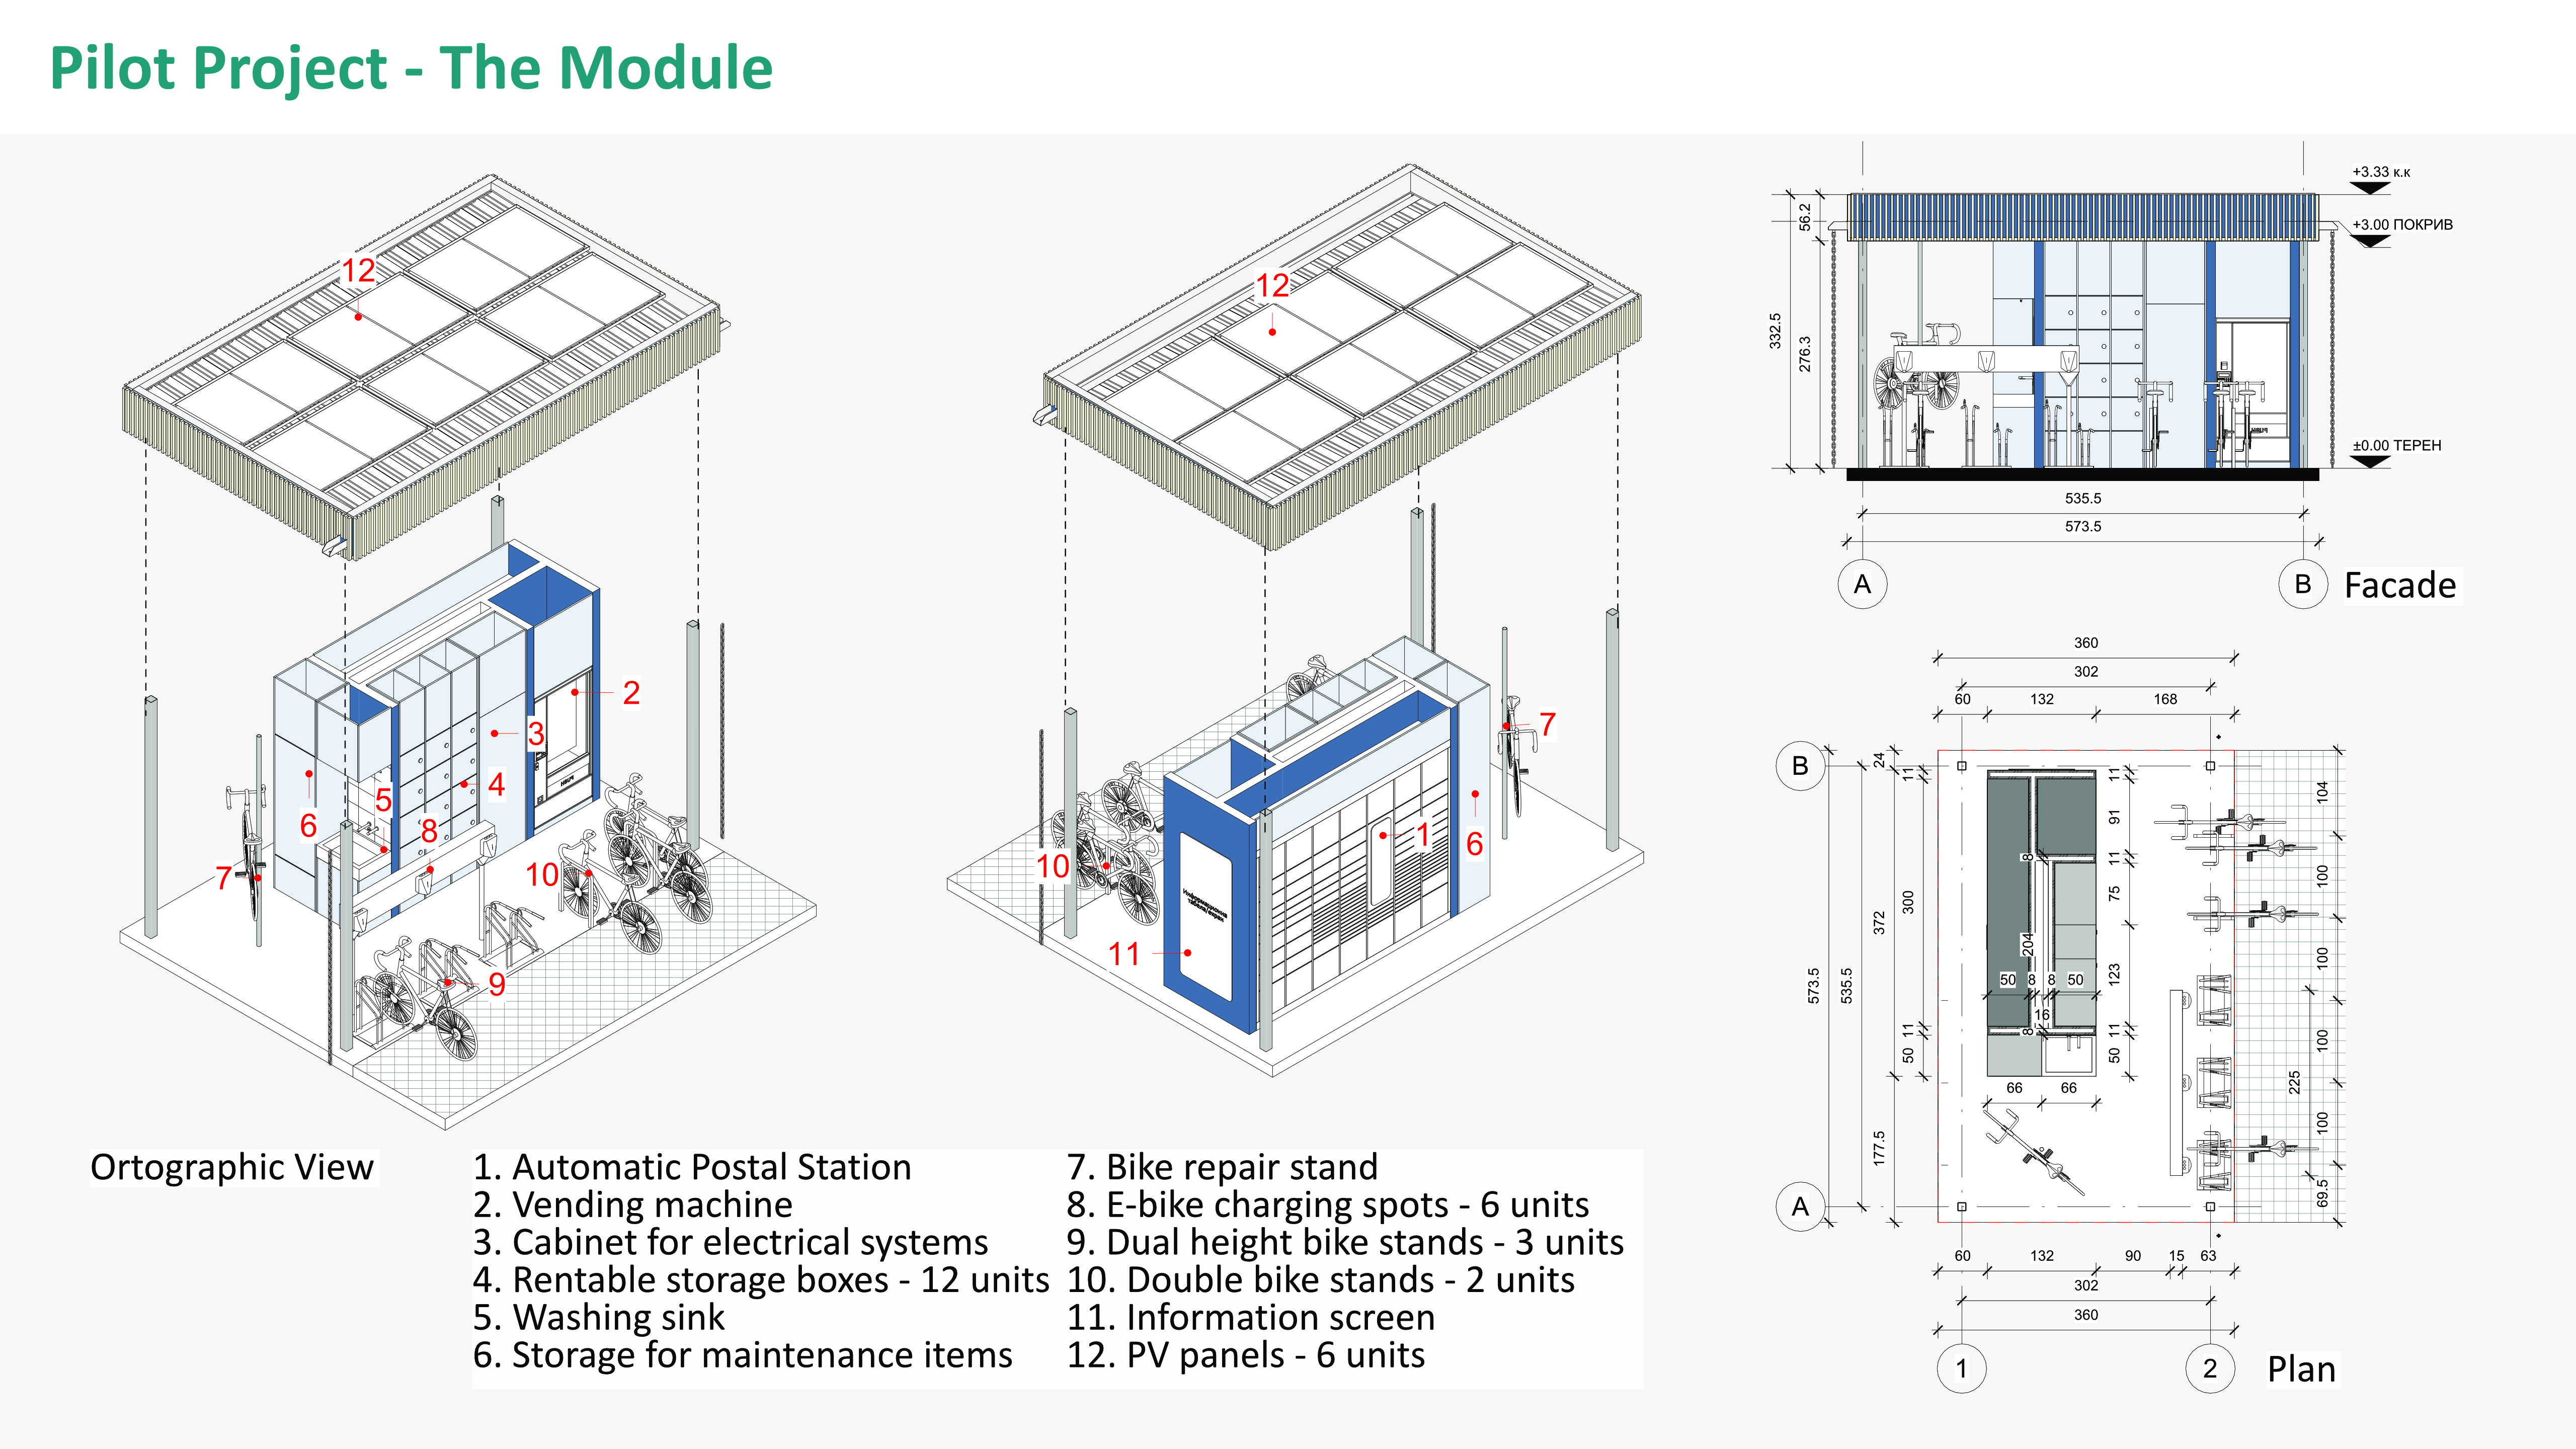 Pilot Project - The Module
12
2
3
4
5
6
8
7
10
9
12
7
1
6
10
11
Информационна
табела/екран
+3.33 к.к
+3.00 ПОКРИВ
±0.00 ТЕРЕН
56.2
332.5
276.3
535.5
573.5
A
B
Facade
360
302
60 132 168
B
24
11
300
372
573.5
535.5
11
50
177.5
A
11
91
8
11
75
204
123
50 8 8 50
16
8
11
50
66 66
104
100
100
100
225
100
69.5
60 132 90 15 63
302
360
1
2
Plan
Ortographic View
1. Automatic Postal Station
2. Vending machine
3. Cabinet for electrical systems
4. Rentable storage boxes - 12 units
5. Washing sink
6. Storage for maintenance items
7. Bike repair stand
8. E-bike charging spots - 6 units
9. Dual height bike stands - 3 units
10. Double bike stands - 2 units
11. Information screen
12. PV panels - 6 units